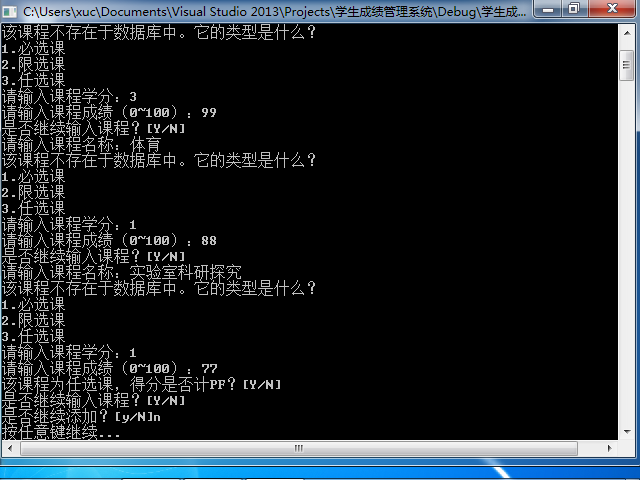 C:\Users\xuc\Documents\Visual Studio 2013\Projects\学生成绩管理系统\Debug\学生成...
该课程不存在于数据库中。它的类型是什么？
1.必选课
2.限选课
3.任选课
请输入课程学分：3
请输入课程成绩（0~100）：99
是否继续输入课程？[Y/N]
请输入课程名称：体育
该课程不存在于数据库中。它的类型是什么？
1.必选课
2.限选课
3.任选课
请输入课程学分：1
请输入课程成绩（0~100）：88
是否继续输入课程？[Y/N]
请输入课程名称：实验室科研探究
该课程不存在于数据库中。它的类型是什么？
1.必选课
2.限选课
3.任选课
请输入课程学分：1
请输入课程成绩（0~100）：77
该课程为任选课，得分是否计PF？[Y/N]
是否继续输入课程？[Y/N]
是否继续添加？[y/N]n
按任意键继续...